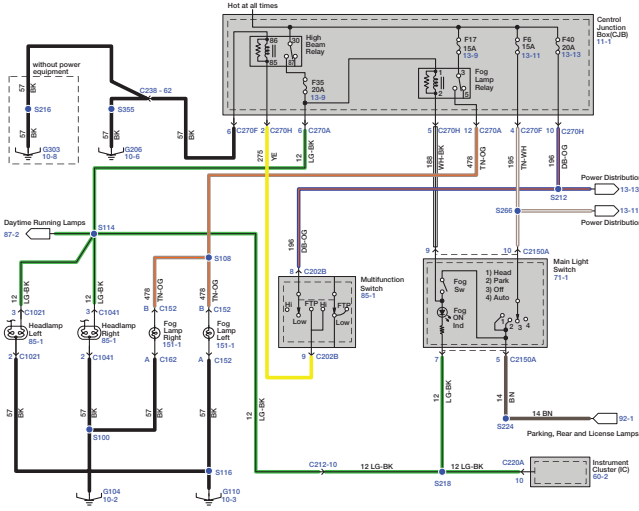 Hot at all times
Central
Junction
Box(CJB)
11-1
High
Beam
Relay
86
30
85
87
6
F35
20A
13-9
F17
15A
13-9
F6
15A
13-11
F40
20A
13-13
Fog
Lamp
Relay
1
3
2
5
without power
equipment
57
BK
S216
57
BK
G303
10-8
C238 - 62
S355
57
BK
G206
10-6
57
BK
6 C270F
2 C270H
6 C270A
5 C270H
12 C270A
4 C270F
10 C270H
275
YE
12
LG-BK
188
WH-BK
478
TN-OG
195
TN-WH
196
DB-OG
Power Distribution
13-13
S212
S266
Power Distribution
13-11
Daytime Running Lamps
87-2
S114
S108
196
DB-OG
8 C202B
Multifunction
Switch
85-1
Hi
FTP
Hi
FTP
Low
Low
9 C202B
9
10 C2150A
Main Light
Switch
71-1
Fog
Sw
1) Head
2) Park
3) Off
4) Auto
Fog
ON
Ind
1
2
3
4
7
5 C2150A
12
LG-BK
12
LG-BK
478
TN-OG
478
TN-OG
3 C1021
3 C1041
B C152
B C152
Headlamp
Left
85-1
Headlamp
Right
85-1
Fog
Lamp
Right
151-1
Fog
Lamp
Left
151-1
2 C1021
2 C1041
A C162
A C152
57
BK
57
BK
57
BK
57
BK
12
LG-BK
12
LG-BK
14
BN
14 BN
92-1
S224
Parking, Rear and License Lamps
S100
S116
C212-10
12 LG-BK
12 LG-BK
S218
C220A
10
Instrument
Cluster (IC)
60-2
G104
10-2
G110
10-3